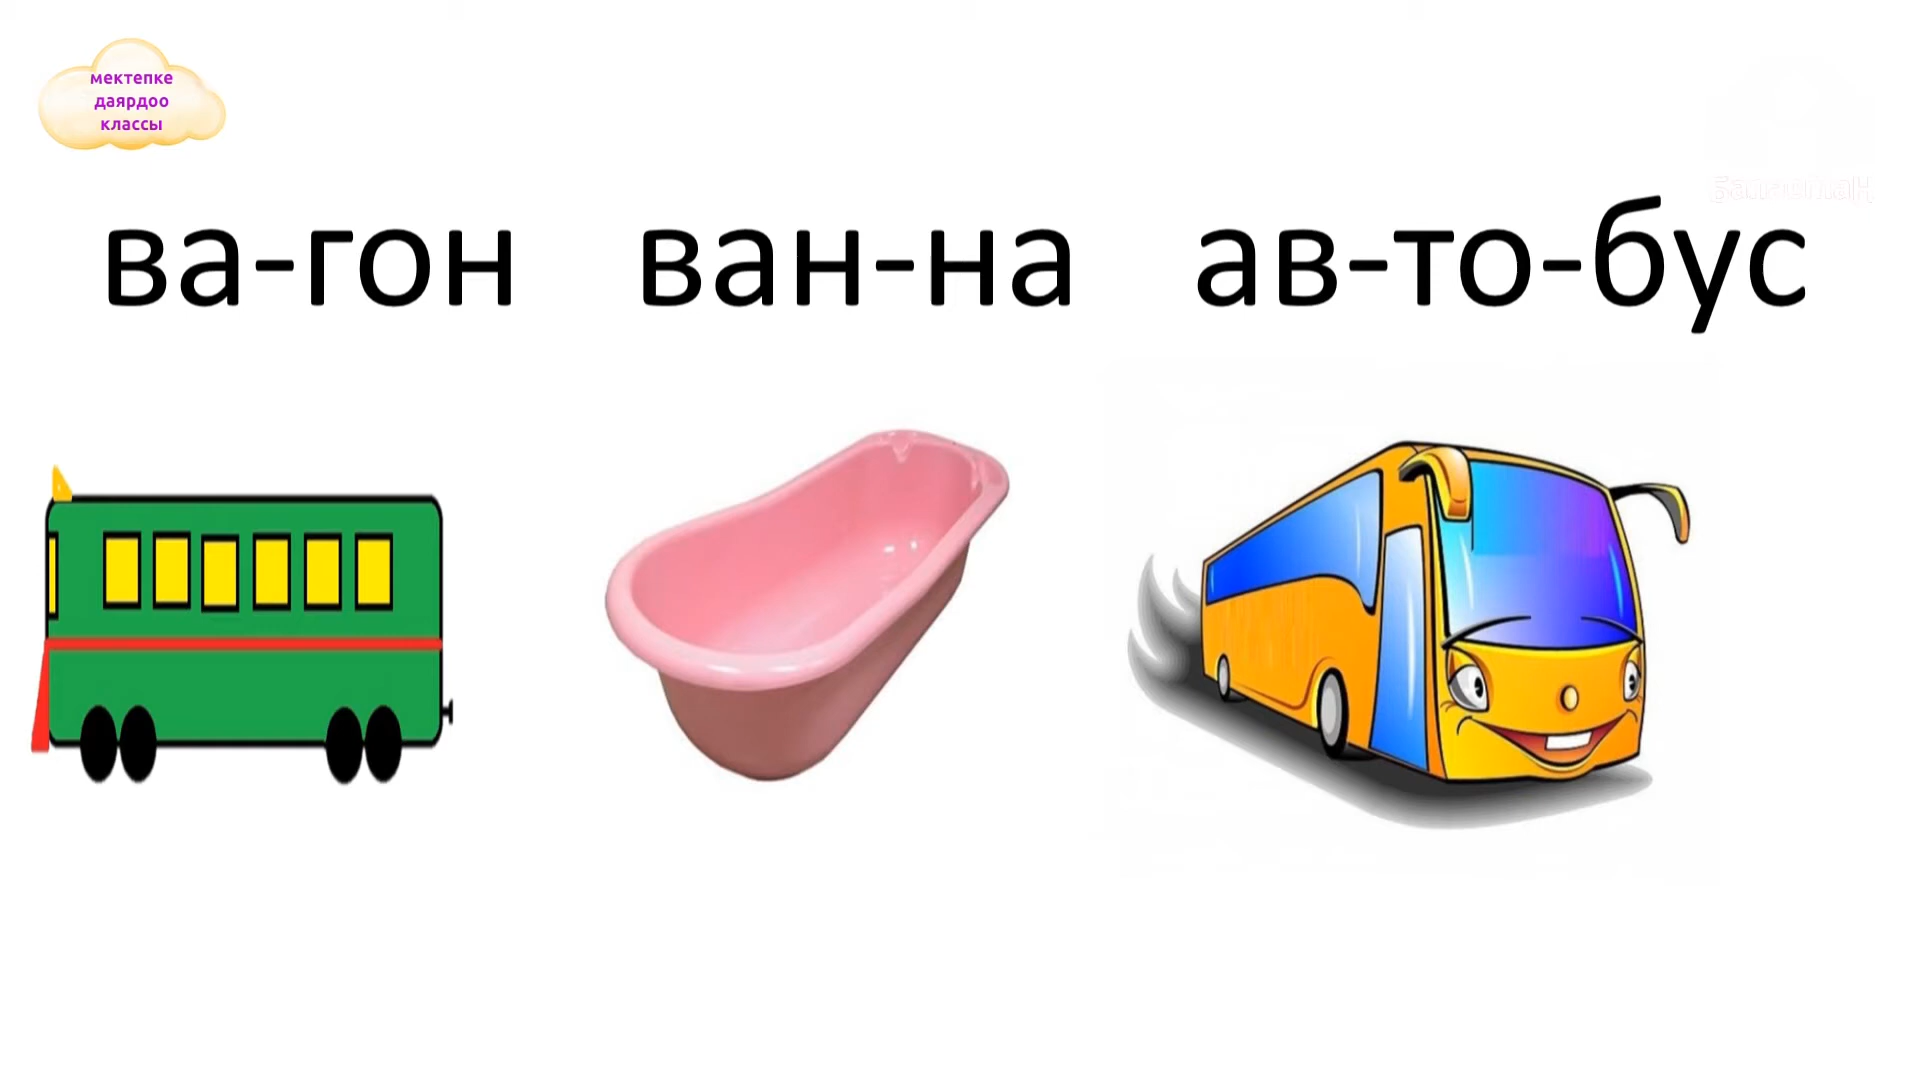 мектепке
даярдоо
классы
ва-гон ван-на ав-то-бус